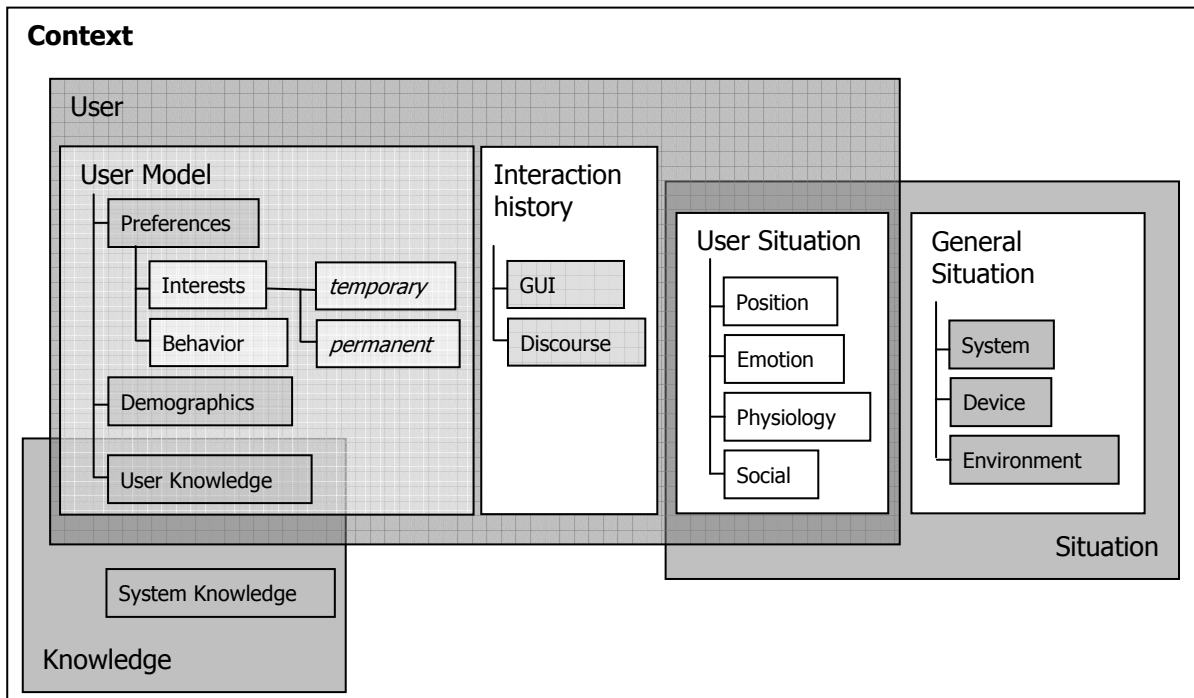 Context
User
User Model
Preferences
Interests
temporary
Behavior
permanent
Demographics
User Knowledge
Interaction
history
GUI
Discourse
User Situation
Position
Emotion
Physiology
Social
General
Situation
System
Device
Environment
Situation
System Knowledge
Knowledge